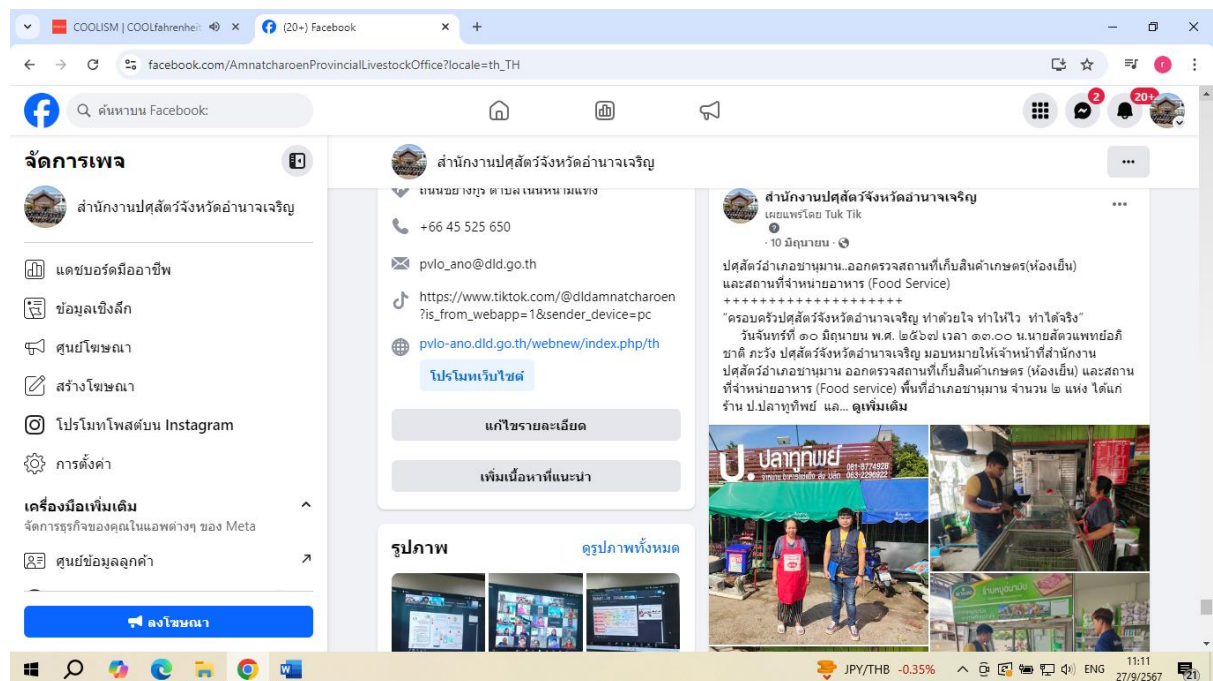 COOLISM | COOLfahrenheit
(20+) Facebook
facebook.com/AmnatcharoenProvincialLivestockOffice?locale=th_TH
ค้นหาบน Facebook:
2
20+
จัดการเพจ
สำนักงานปศุสัตว์จังหวัดอำนาจเจริญ
แดชบอร์ดมืออาชีพ
ข้อมูลเชิงลึก
ศูนย์โฆษณา
สร้างโฆษณา
โปรโมทโพสต์บน Instagram
การตั้งค่า
เครื่องมือเพิ่มเติม
จัดการธุรกิจของคุณในแอพต่างๆ ของ Meta
ศูนย์ข้อมูลลูกค้า
ลงโฆษณา
สำนักงานปศุสัตว์จังหวัดอำนาจเจริญ
+66 45 525 650
pvlo_ano@dld.go.th
https://www.tiktok.com/@dldamnatcharoen
?is_from_webapp=1&sender_device=pc
pvlo-ano.dld.go.th/webnew/index.php/th
โปรโมทเว็บไซต์
แก้ไขรายละเอียด
เพิ่มเนื้อหาที่แนะนำ
รูปภาพ
ดูรูปภาพทั้งหมด
สำนักงานปศุสัตว์จังหวัดอำนาจเจริญ
เผยแพร่โดย Tuk Tik
· 10 มิถุนายน ·
ปศุสัตว์อำเภอชานุมาน..ออกตรวจสถานที่เก็บสินค้าเกษตร(ห้องเย็น)
และสถานที่จำหน่ายอาหาร (Food Service)
++++++++++++++++++++
"ครอบครัวปศุสัตว์จังหวัดอำนาจเจริญ ทำด้วยใจ ทำให้ไว ทำได้จริง"
วันจันทร์ที่ ๑๐ มิถุนายน พ.ศ. ๒๕๖๗ เวลา ๑๓.๐๐ น.นายสัตวแพทย์อภิ
ชาติ ภะวัง ปศุสัตว์จังหวัดอำนาจเจริญ มอบหมายให้เจ้าหน้าที่สำนักงาน
ปศุสัตว์อำเภอชานุมาน ออกตรวจสถานที่เก็บสินค้าเกษตร (ห้องเย็น) และสถาน
ที่จำหน่ายอาหาร (Food service) พื้นที่อำเภอชานุมาน จำนวน ๒ แห่ง ได้แก่
ร้าน ป.ปลาทูทิพย์ แล... ดูเพิ่มเติม
ป. ปลาทูทิพย์
081-8774928
063-2296922
JPY/THB -0.35%
ENG
11:11
27/9/2567
21